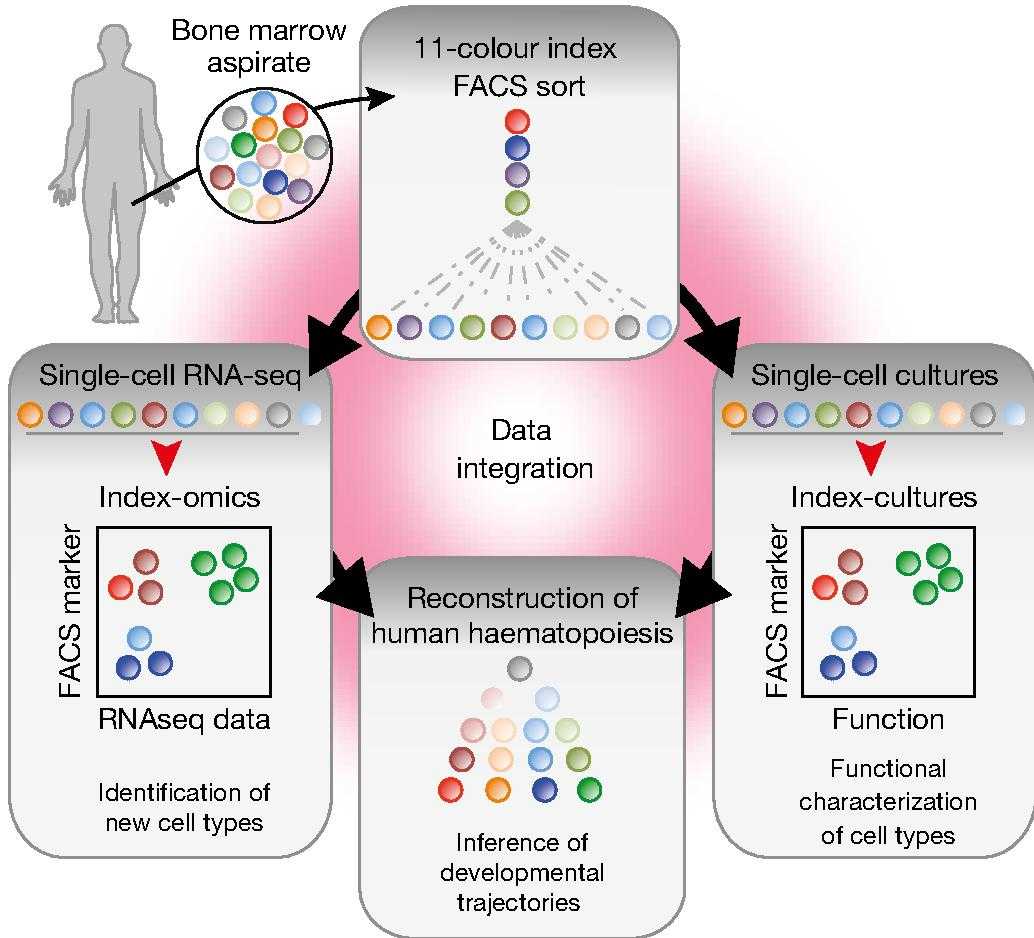 Bone marrow
aspirate
11-colour index
FACS sort
Single-cell RNA-seq
Index-omics
FACS marker
RNAseq data
Identification of
new cell types
Data
integration
Single-cell cultures
Index-cultures
FACS marker
Function
Functional
characterization
of cell types
Reconstruction of
human haematopoiesis
Inference of
developmental
trajectories